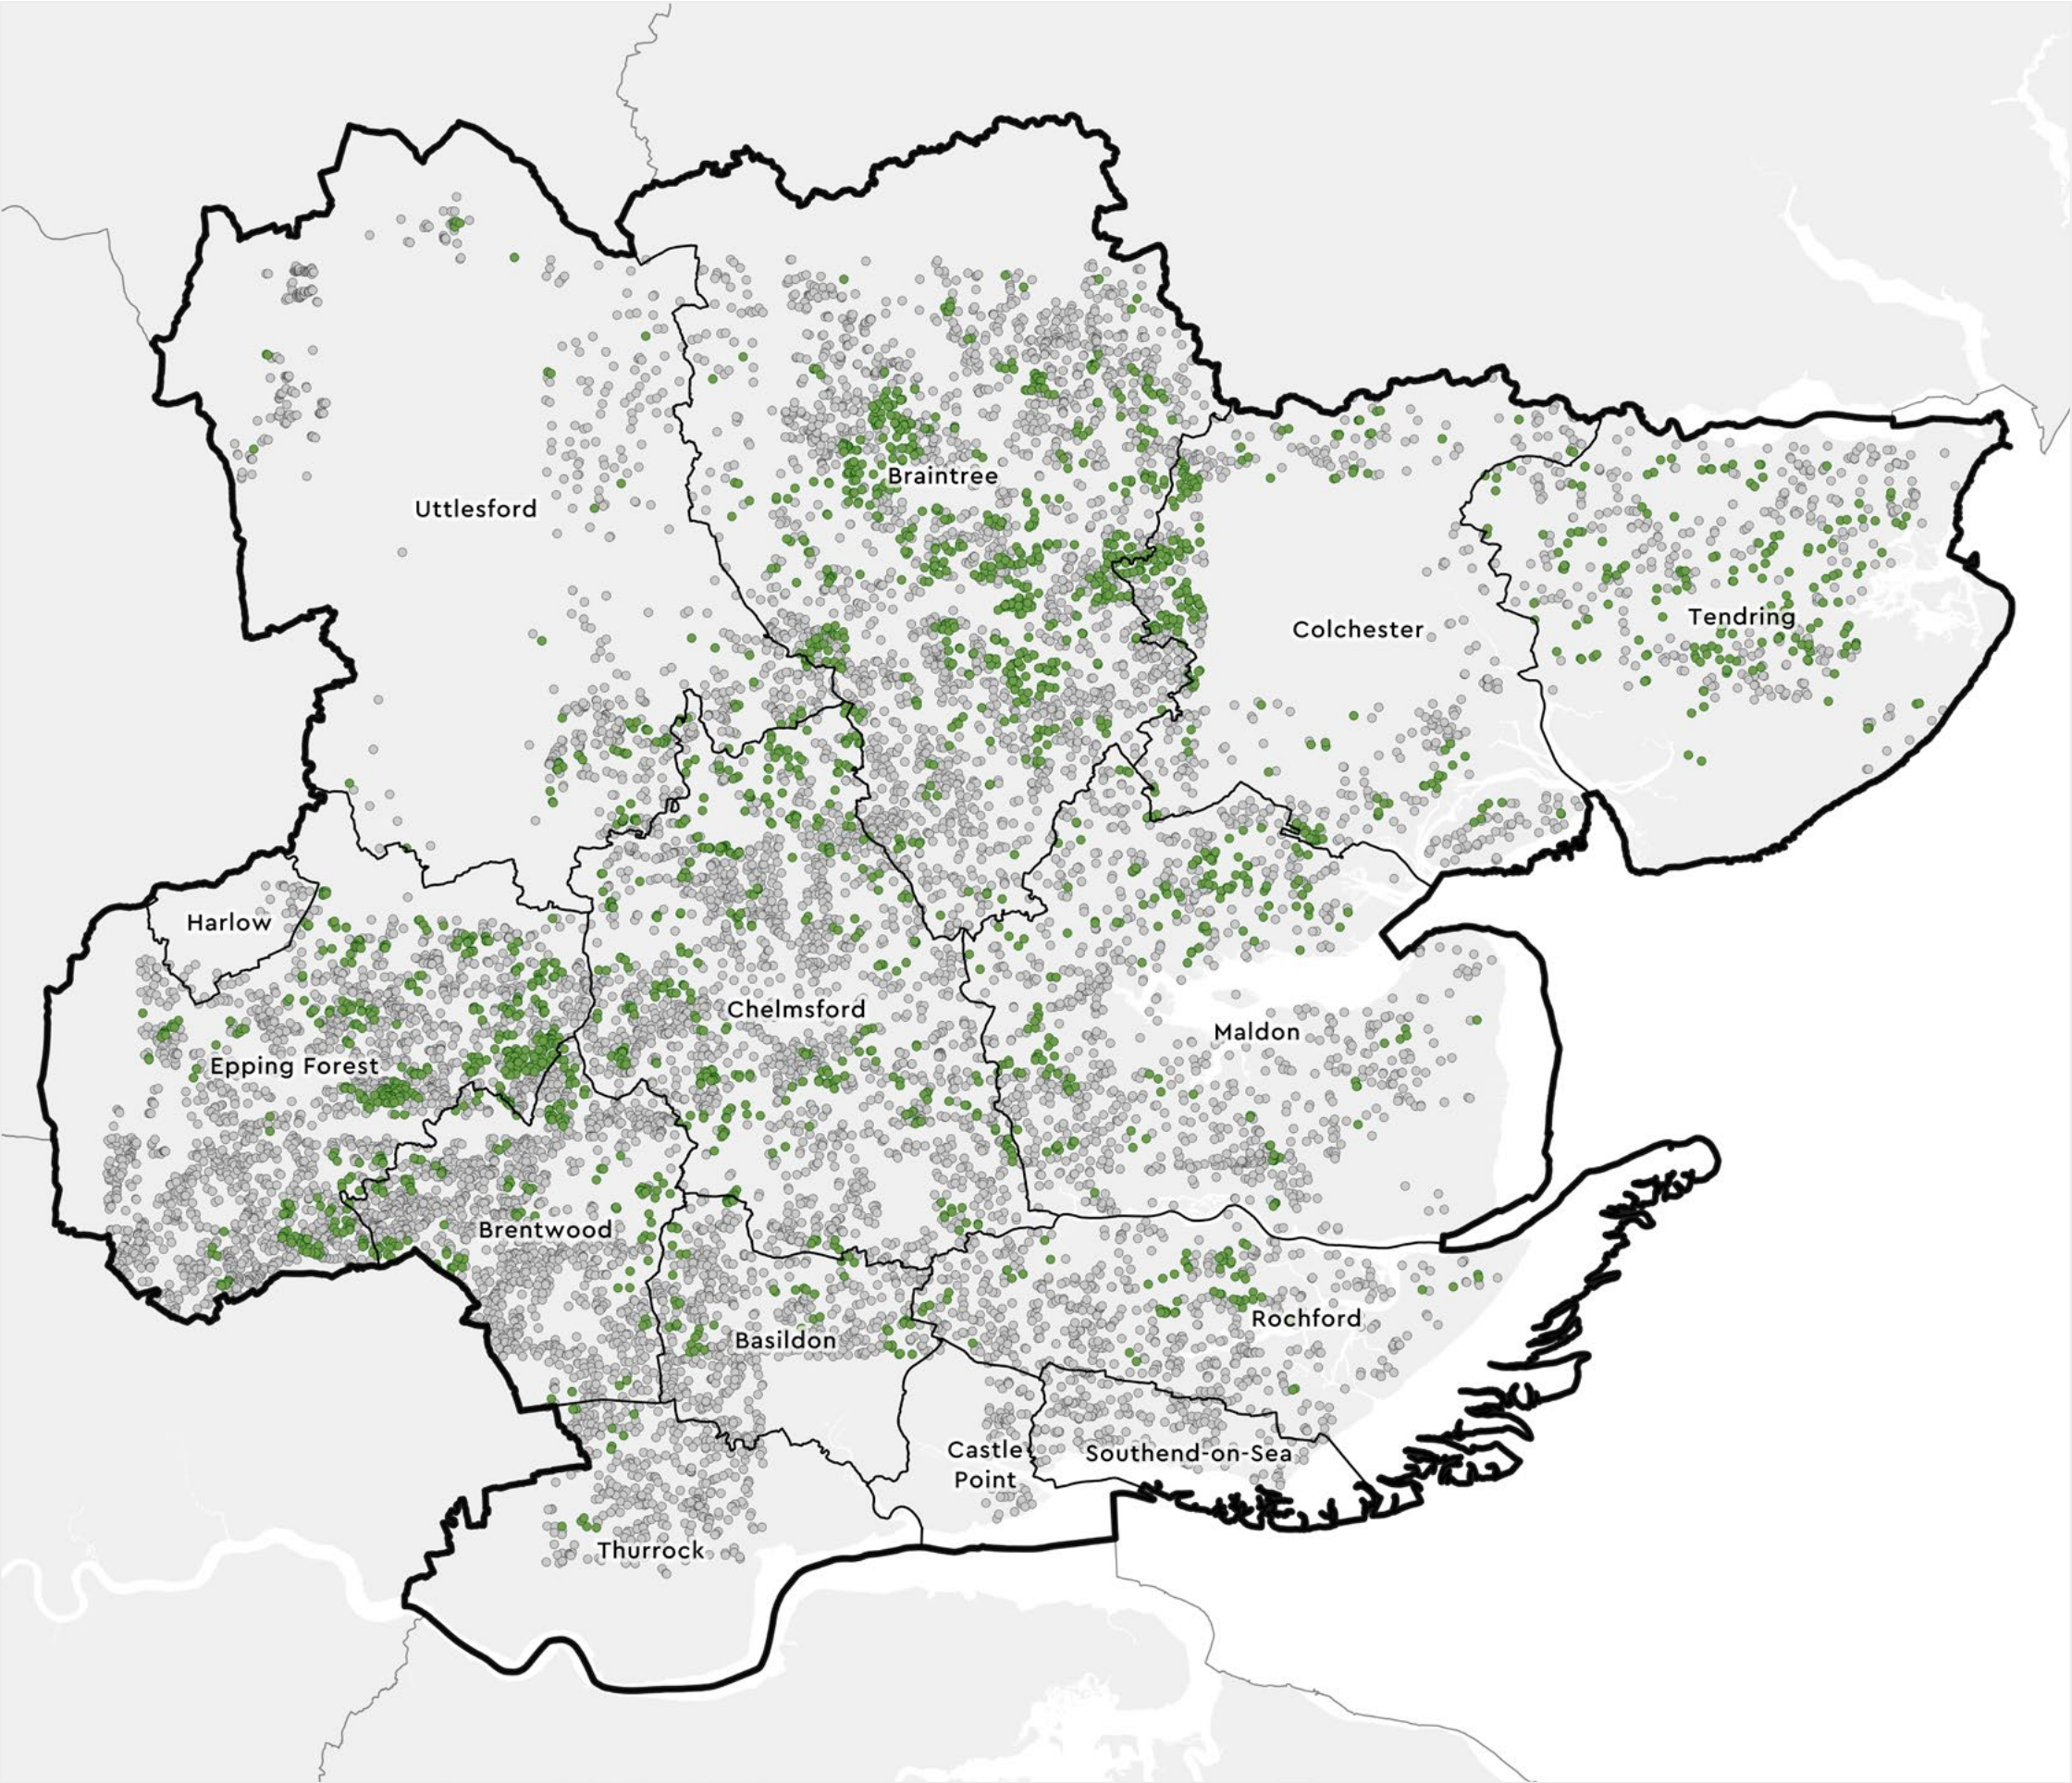 Braintree
Uttlesford
Tendring
Colchester
Harlow
Chelmsford
Maldon
Epping Forest
Brentwood
Rochford
Basildon
Castle
Point
Southend-on-Sea
Thurrock